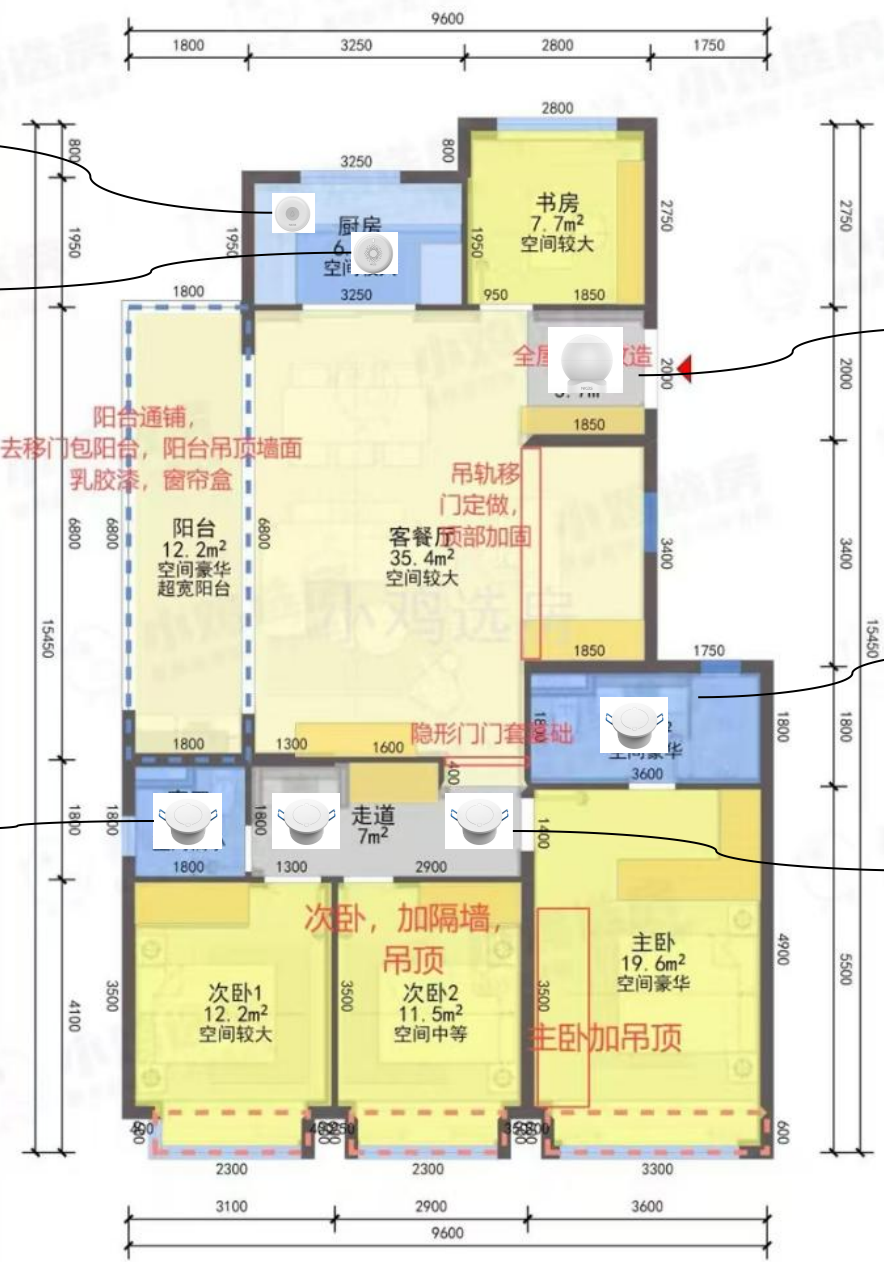 9600
1800
3250
2800
1750
2800
800
3250
800
书房
7.7m²
空间较大
2750
2750
厨房
1950
1950
1950
3250
950
1850
1800
2000
2000
1850
阳台通铺，
去移门包阳台，阳台吊顶墙面
乳胶漆，窗帘盒
吊轨移
门定做，
顶部加固
阳台
12.2m²
空间豪华
超宽阳台
6800
6800
6800
客餐厅
35.4m²
空间较大
小鸡选房
3400
3400
15450
15450
1850
1750
1800
1300
1600
隐形门门套基础
400
1800
空间豪华
3600
1800
1800
1800
1800
1800
1800
走道
7m²
1300
2900
1400
次卧，加隔墙，
吊顶
次卧1
12.2m²
空间较大
3500
4100
次卧2
11.5m²
空间中等
3500
主卧
19.6m²
空间豪华
3500
4900
5500
主卧加吊顶
600
2300
2300
3300
3100
2900
3600
9600